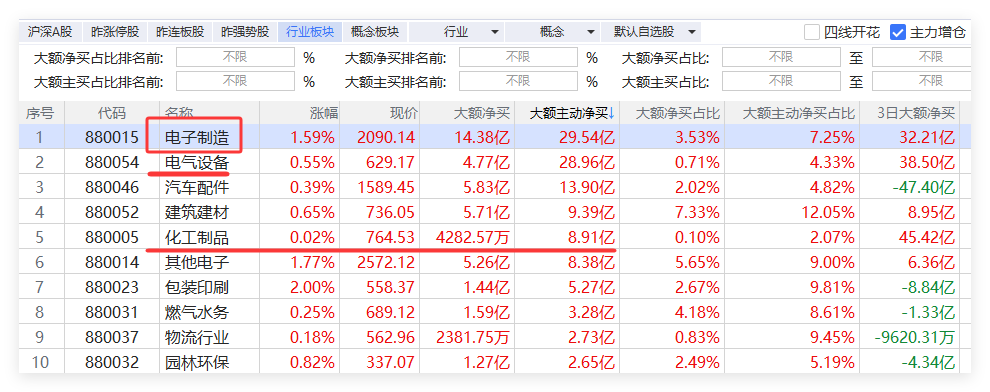 沪深A股 昨涨停股 昨连板股 昨强势股 行业板块 概念板块 行业 概念 默认自选股 四线开花 主力增仓
大额净买占比排名前: 不限 % 大额净买排名前: 不限 % 大额净买占比: 不限 至 不限
大额主买占比排名前: 不限 % 大额主买排名前: 不限 % 大额主买占比: 不限 至 不限
序号 代码 名称 涨幅 现价 大额净买 大额主动净买↓ 大额净买占比 大额主动净买占比 3日大额净买
1 880015 电子制造 1.59% 2090.14 14.38亿 29.54亿 3.53% 7.25% 32.21亿
2 880054 电气设备 0.55% 629.17 4.77亿 28.96亿 0.71% 4.33% 38.50亿
3 880046 汽车配件 0.39% 1589.45 5.83亿 13.90亿 2.02% 4.82% -47.40亿
4 880052 建筑建材 0.65% 736.05 5.71亿 9.39亿 7.33% 12.05% 8.95亿
5 880005 化工制品 0.02% 764.53 4282.57万 8.91亿 0.10% 2.07% 45.42亿
6 880014 其他电子 1.77% 2572.12 5.26亿 8.38亿 5.65% 9.00% 6.36亿
7 880023 包装印刷 2.00% 558.37 1.44亿 5.27亿 2.67% 9.81% -8.84亿
8 880031 燃气水务 0.25% 689.12 1.59亿 3.28亿 4.18% 8.61% -1.33亿
9 880037 物流行业 0.18% 562.96 2381.75万 2.73亿 0.83% 9.45% -9620.31万
10 880032 园林环保 0.82% 337.07 1.27亿 2.65亿 2.49% 5.19% -4.34亿